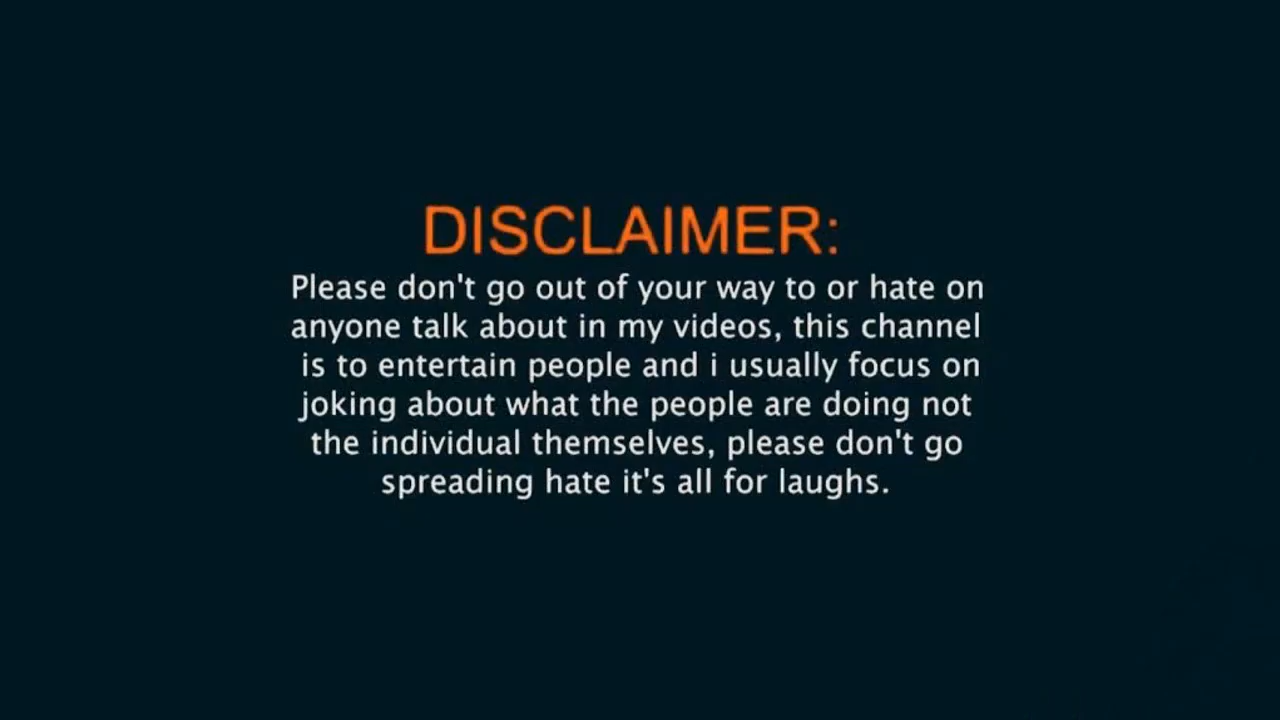 DISCLAIMER:
Please don't go out of your way to or hate on
anyone talk about in my videos, this channel
is to entertain people and i usually focus on
joking about what the people are doing not
the individual themselves, please don't go
spreading hate it's all for laughs.